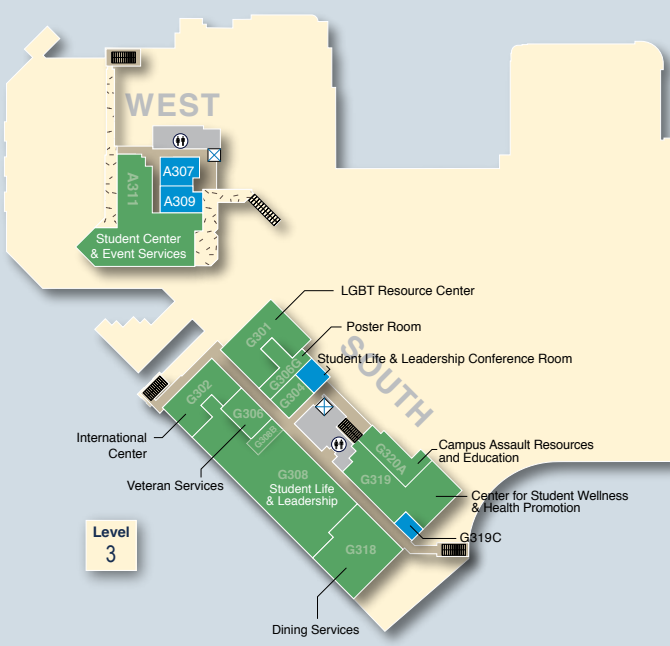 WEST
A307
A309
A311
Student Center
& Event Services
LGBT Resource Center
G301
Poster Room
SOUTH
Student Life & Leadership Conference Room
G306G
G304
G302
G306
G306B
International
Center
Veteran Services
G308
Student Life
& Leadership
G320A
G319
Campus Assault Resources
and Education
Center for Student Wellness
& Health Promotion
G319C
G318
Level
3
Dining Services